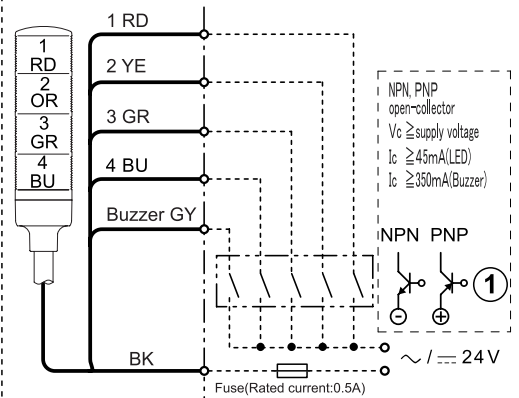 1 RD
1
RD
2
OR
3
GR
4
BU
2 YE
3 GR
4 BU
Buzzer GY
BK
NPN, PNP
open-collector
Vc ≧supply voltage
Ic ≧45mA(LED)
Ic ≧350mA(Buzzer)
NPN PNP
1
- +
~ / ⎓ 24V
Fuse(Rated current:0.5A)